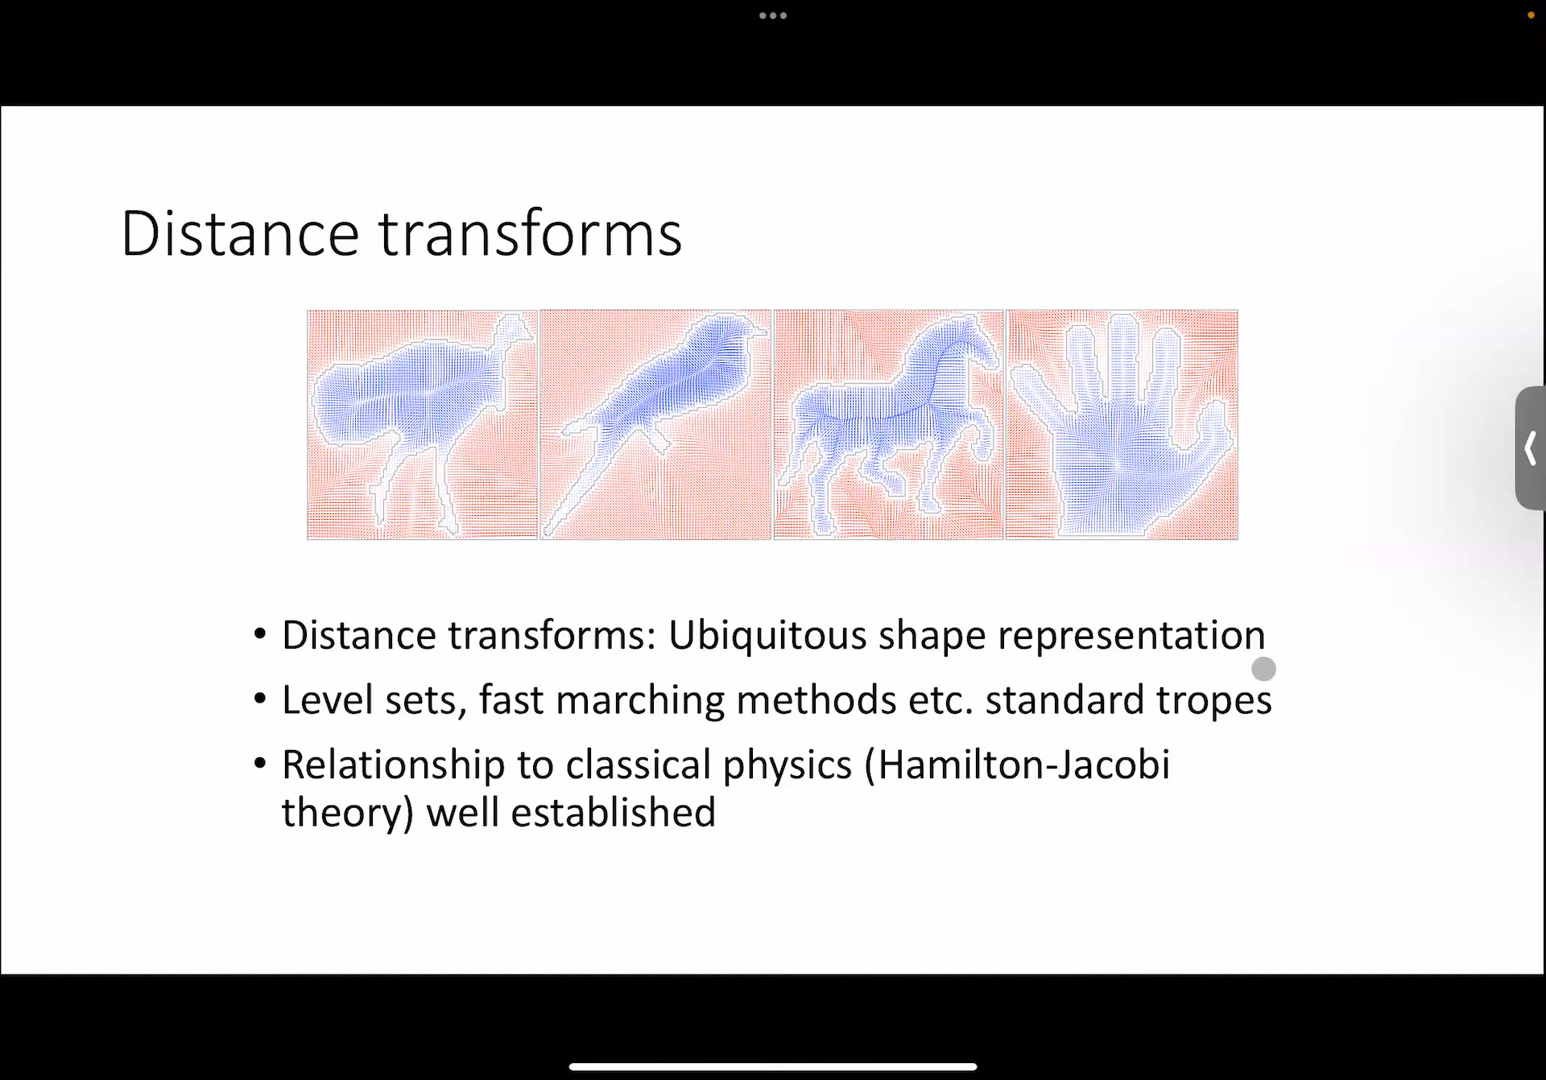 Distance transforms
• Distance transforms: Ubiquitous shape representation
• Level sets, fast marching methods etc. standard tropes
• Relationship to classical physics (Hamilton-Jacobi
theory) well established